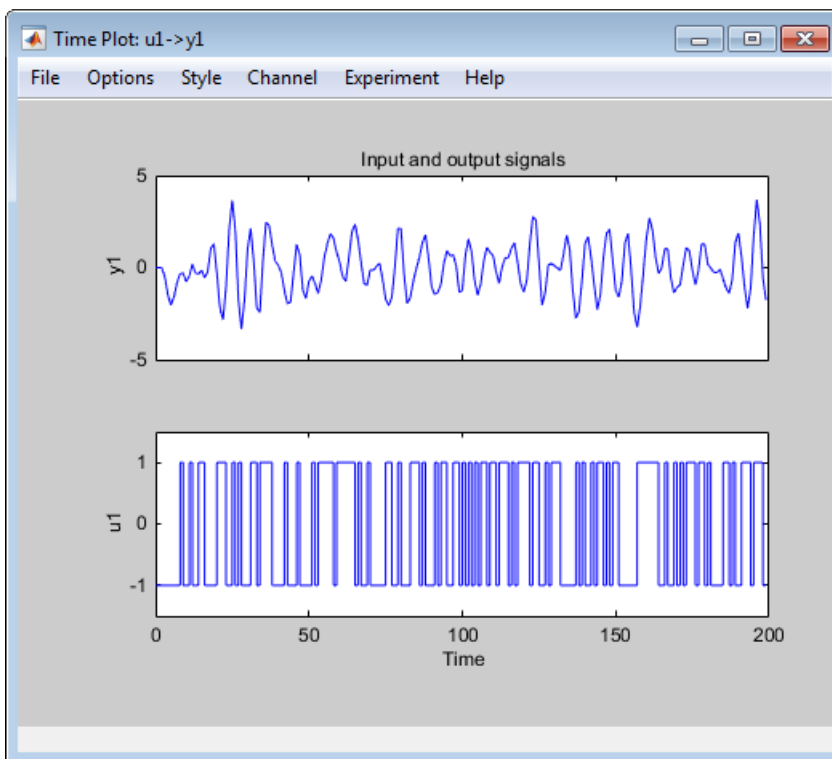 Time Plot: u1->y1
File Options Style Channel Experiment Help
Input and output signals
5
0
-5
y1
1
0
-1
u1
0 50 100 150 200
Time